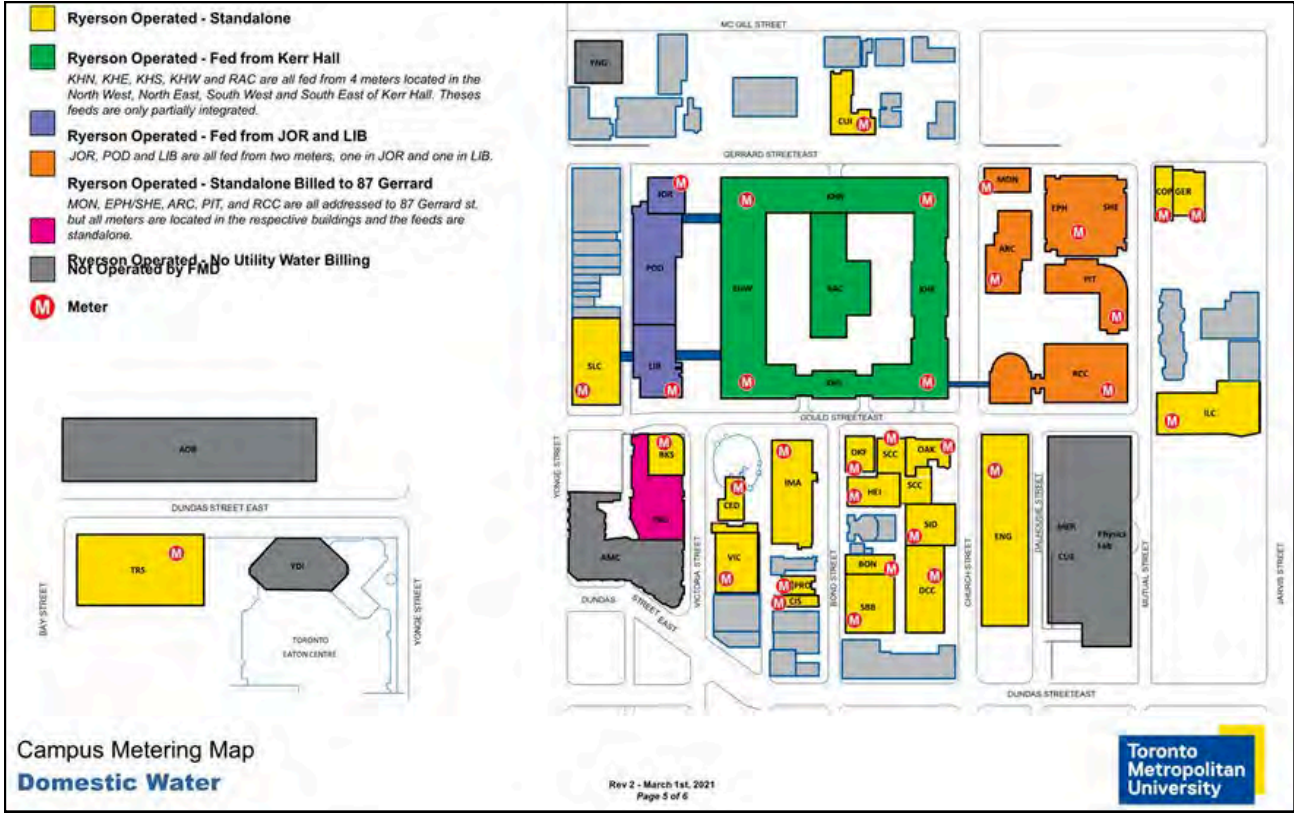 Ryerson Operated - Standalone
Ryerson Operated - Fed from Kerr Hall
KHN, KHE, KHS, KHW and RAC are all fed from 4 meters located in the
North West, North East, South West and South East of Kerr Hall. Theses
feeds are only partially integrated.
Ryerson Operated - Fed from JOR and LIB
JOR, POD and LIB are all fed from two meters, one in JOR and one in LIB.
Ryerson Operated - Standalone Billed to 87 Gerrard
MON, EPH/SHE, ARC, PIT, and RCC are all addressed to 87 Gerrard st,
but all meters are located in the respective buildings and the feeds are
standalone.
Ryerson Operated - No Utility Water Billing
Not Operated by FMD
M Meter
MC GILL STREET
YNG
CUI
M
GERRARD STREETEAST
JOR
M
POD
LIB
M
SLC
M
KHN
M
M
KHW
RAC
KHE
M
KHS
M
GOULD STREETEAST
MON
M
ARC
M
EPH
SHE
M
PIT
M
RCC
M
COP
GER
M
M
ILC
M
AOB
DUNDAS STREET EAST
TRS
M
YDI
TORONTO
EATON CENTRE
BAY STREET
YONGE STREET
YONGE STREET
M
BKS
AMC
DUNDAS
STREET EAST
VICTORIA STREET
M
CED
VIC
M
M
IMA
M
PRO
M
CIS
BOND STREET
OKF
M
M
SCC
OAK
M
M
HEI
SCC
SID
M
BON
M
SBB
M
DCC
CHURCH STREET
M
ENG
DALHOUSIE STREET
MER
CUE
Physics
Lab
MUTUAL STREET
JARVIS STREET
DUNDAS STREETEAST
Campus Metering Map
Domestic Water
Rev 2 - March 1st, 2021
Page 5 of 6
Toronto
Metropolitan
University